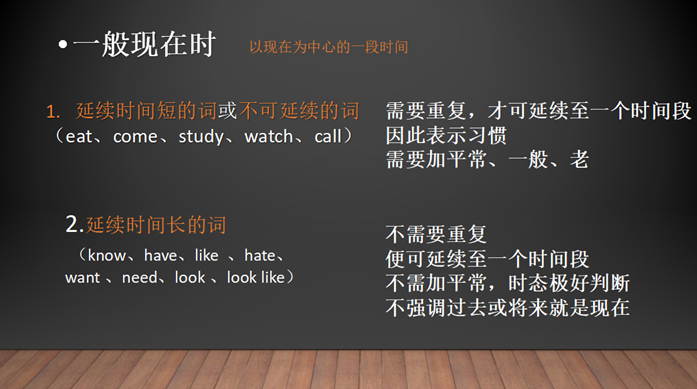 •一般现在时
以现在为中心的一段时间
1. 延续时间短的词或不可延续的词
（eat、come、study、watch、call）
需要重复，才可延续至一个时间段
因此表示习惯
需要加平常、一般、老
2.延续时间长的词
（know、have、like 、hate、
want 、need、look 、look like）
不需要重复
便可延续至一个时间段
不需加平常，时态极好判断
不强调过去或将来就是现在